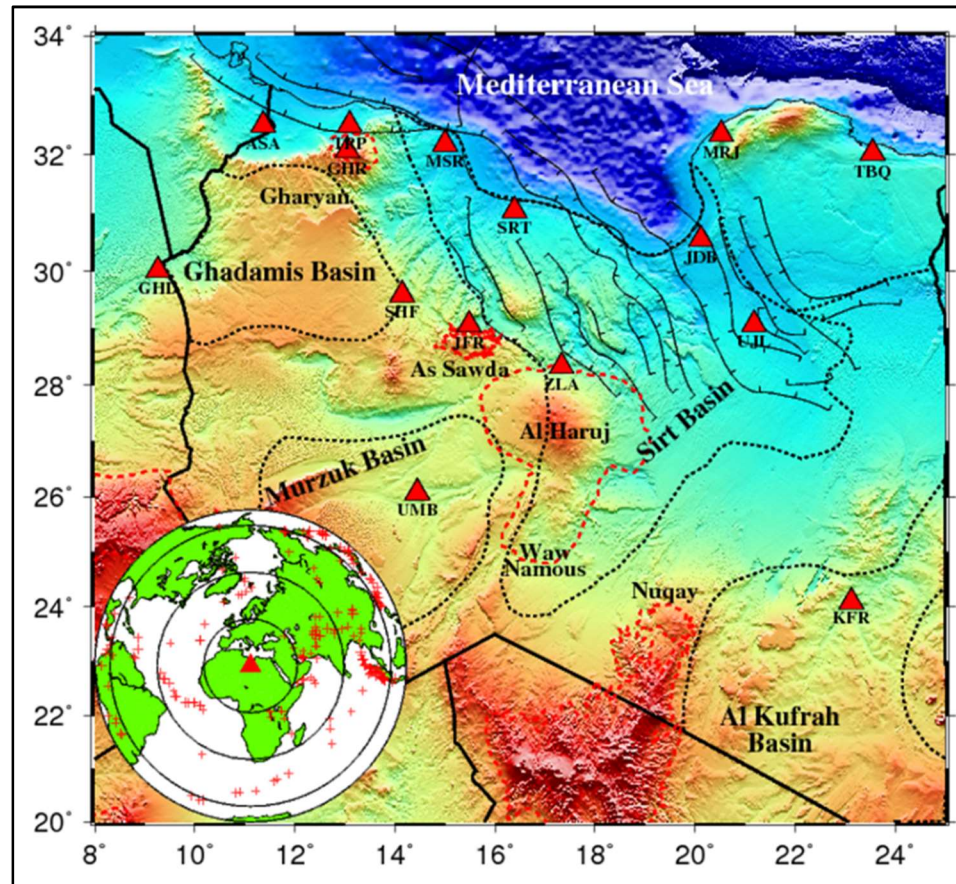 34°
Mediterranean Sea
ASA
TRP
MSR
MRJ
32°
GHR
TBQ
Gharyan
SRT
JDB
30°
Ghadamis Basin
GHD
SHF
JFR
UJL
As Sawda
ZLA
28°
Al Haruj
Sirt Basin
Murzuk Basin
26°
UMB
Waw
Namous
Nuqay
24°
KFR
22°
Al Kufrah
Basin
20°
8° 10° 12° 14° 16° 18° 20° 22° 24°